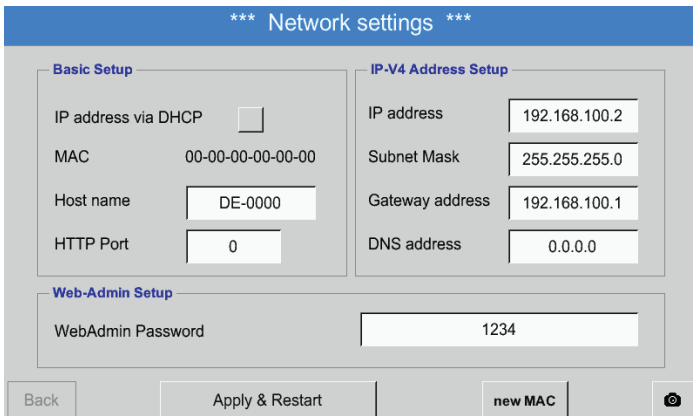 *** Network settings ***
Basic Setup
IP address via DHCP
MAC 00-00-00-00-00-00
Host name DE-0000
HTTP Port 0
IP-V4 Address Setup
IP address 192.168.100.2
Subnet Mask 255.255.255.0
Gateway address 192.168.100.1
DNS address 0.0.0.0
Web-Admin Setup
WebAdmin Password 1234
Back Apply & Restart new MAC